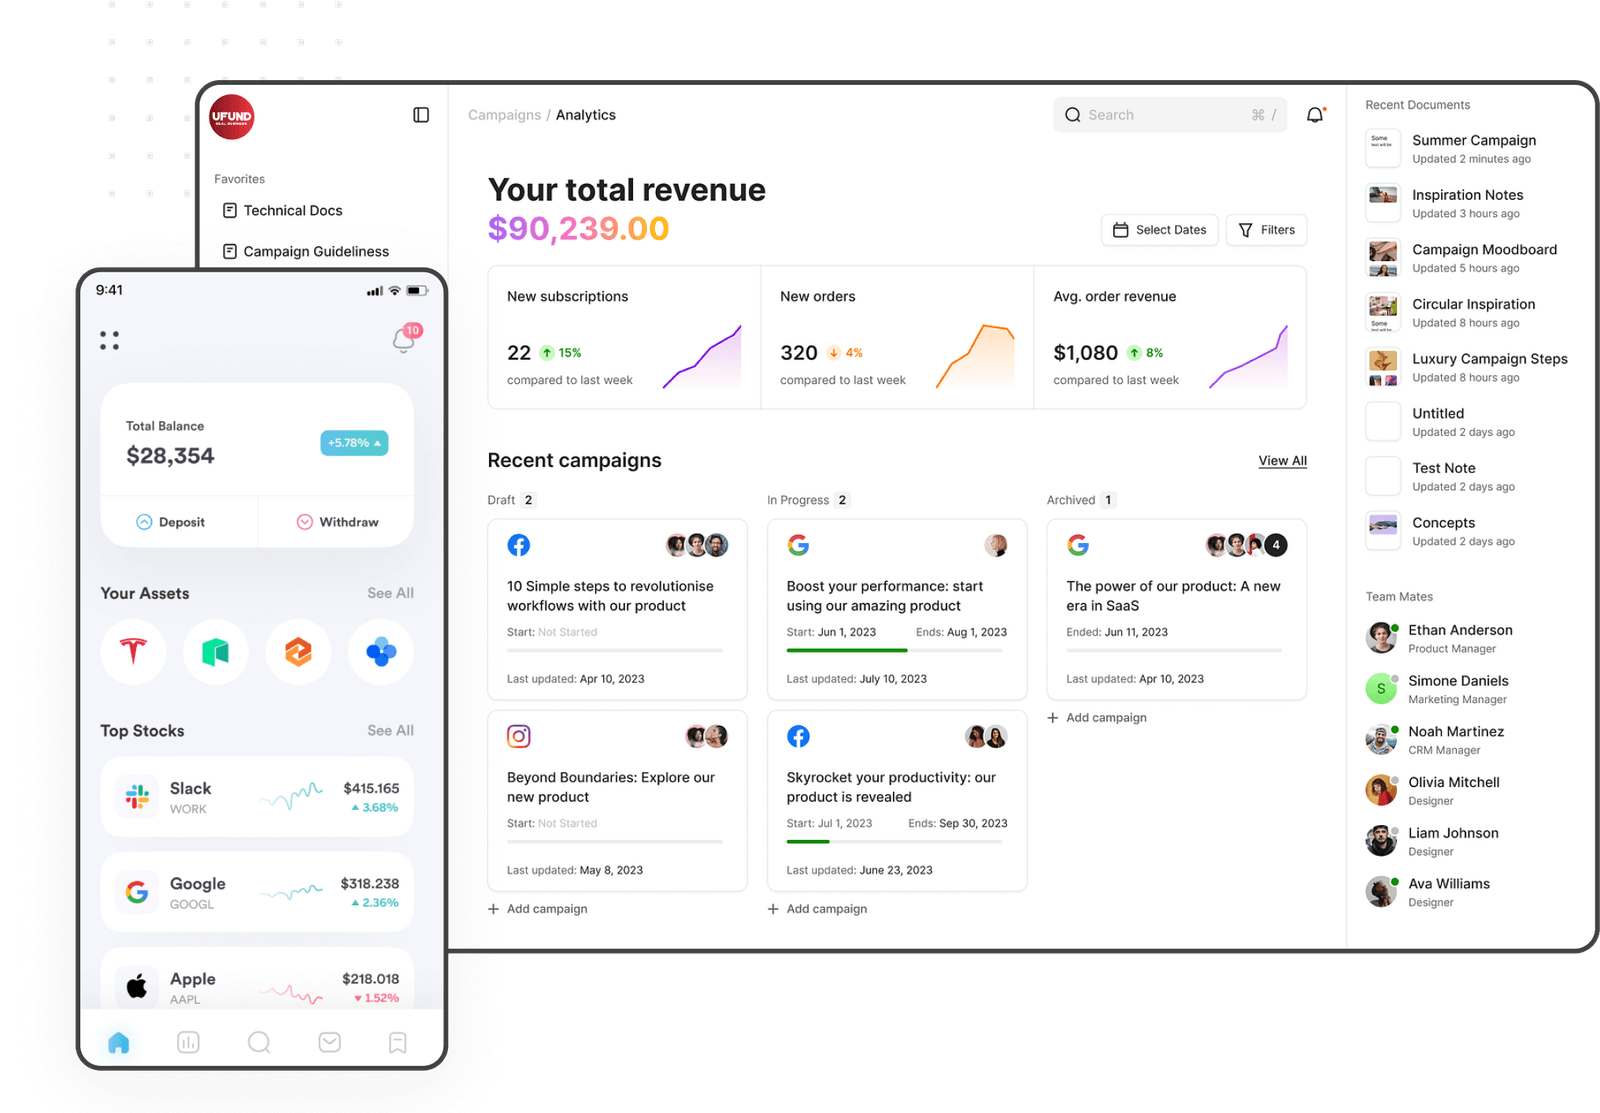 UFUND
REAL BUSINESS
Favorites
Technical Docs
Campaign Guideliness
Campaigns / Analytics
Search
⌘ /
Your total revenue
$90,239.00
Select Dates
Filters
New subscriptions
22
15%
compared to last week
New orders
320
4%
compared to last week
Avg. order revenue
$1,080
8%
compared to last week
Recent campaigns
View All
Draft 2
10 Simple steps to revolutionise
workflows with our product
Start: Not Started
Last updated: Apr 10, 2023
Beyond Boundaries: Explore our
new product
Start: Not Started
Last updated: May 8, 2023
+ Add campaign
In Progress 2
Boost your performance: start
using our amazing product
Start: Jun 1, 2023
Ends: Aug 1, 2023
Last updated: July 10, 2023
Skyrocket your productivity: our
product is revealed
Start: Jul 1, 2023
Ends: Sep 30, 2023
Last updated: June 23, 2023
+ Add campaign
Archived 1
4
The power of our product: A new
era in SaaS
Ended: Jun 11, 2023
Last updated: Apr 10, 2023
+ Add campaign
Recent Documents
Some
text will be
Summer Campaign
Updated 2 minutes ago
Inspiration Notes
Updated 3 hours ago
Campaign Moodboard
Updated 5 hours ago
Some
Circular Inspiration
Updated 8 hours ago
Luxury Campaign Steps
Updated 8 hours ago
Untitled
Updated 2 days ago
Test Note
Updated 2 days ago
Concepts
Updated 2 days ago
Team Mates
Ethan Anderson
Product Manager
S
Simone Daniels
Marketing Manager
Noah Martinez
CRM Manager
Olivia Mitchell
Designer
Liam Johnson
Designer
Ava Williams
Designer
9:41
10
Total Balance
$28,354
+5.78%
Deposit
Withdraw
Your Assets
See All
Top Stocks
See All
Slack
WORK
$415.165
3.68%
Google
GOOGL
$318.238
2.36%
Apple
AAPL
$218.018
1.52%